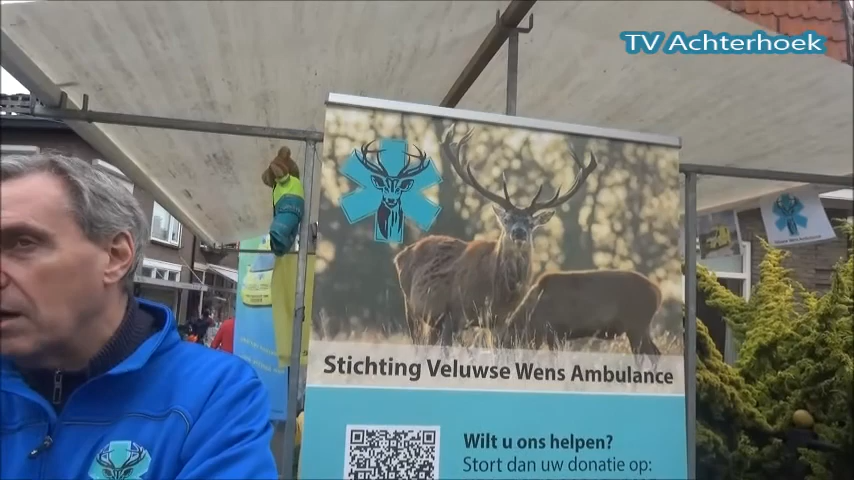 TV Achterhoek
Stichting Veluwse Wens Ambulance
Wilt u ons helpen?
Stort dan uw donatie op: